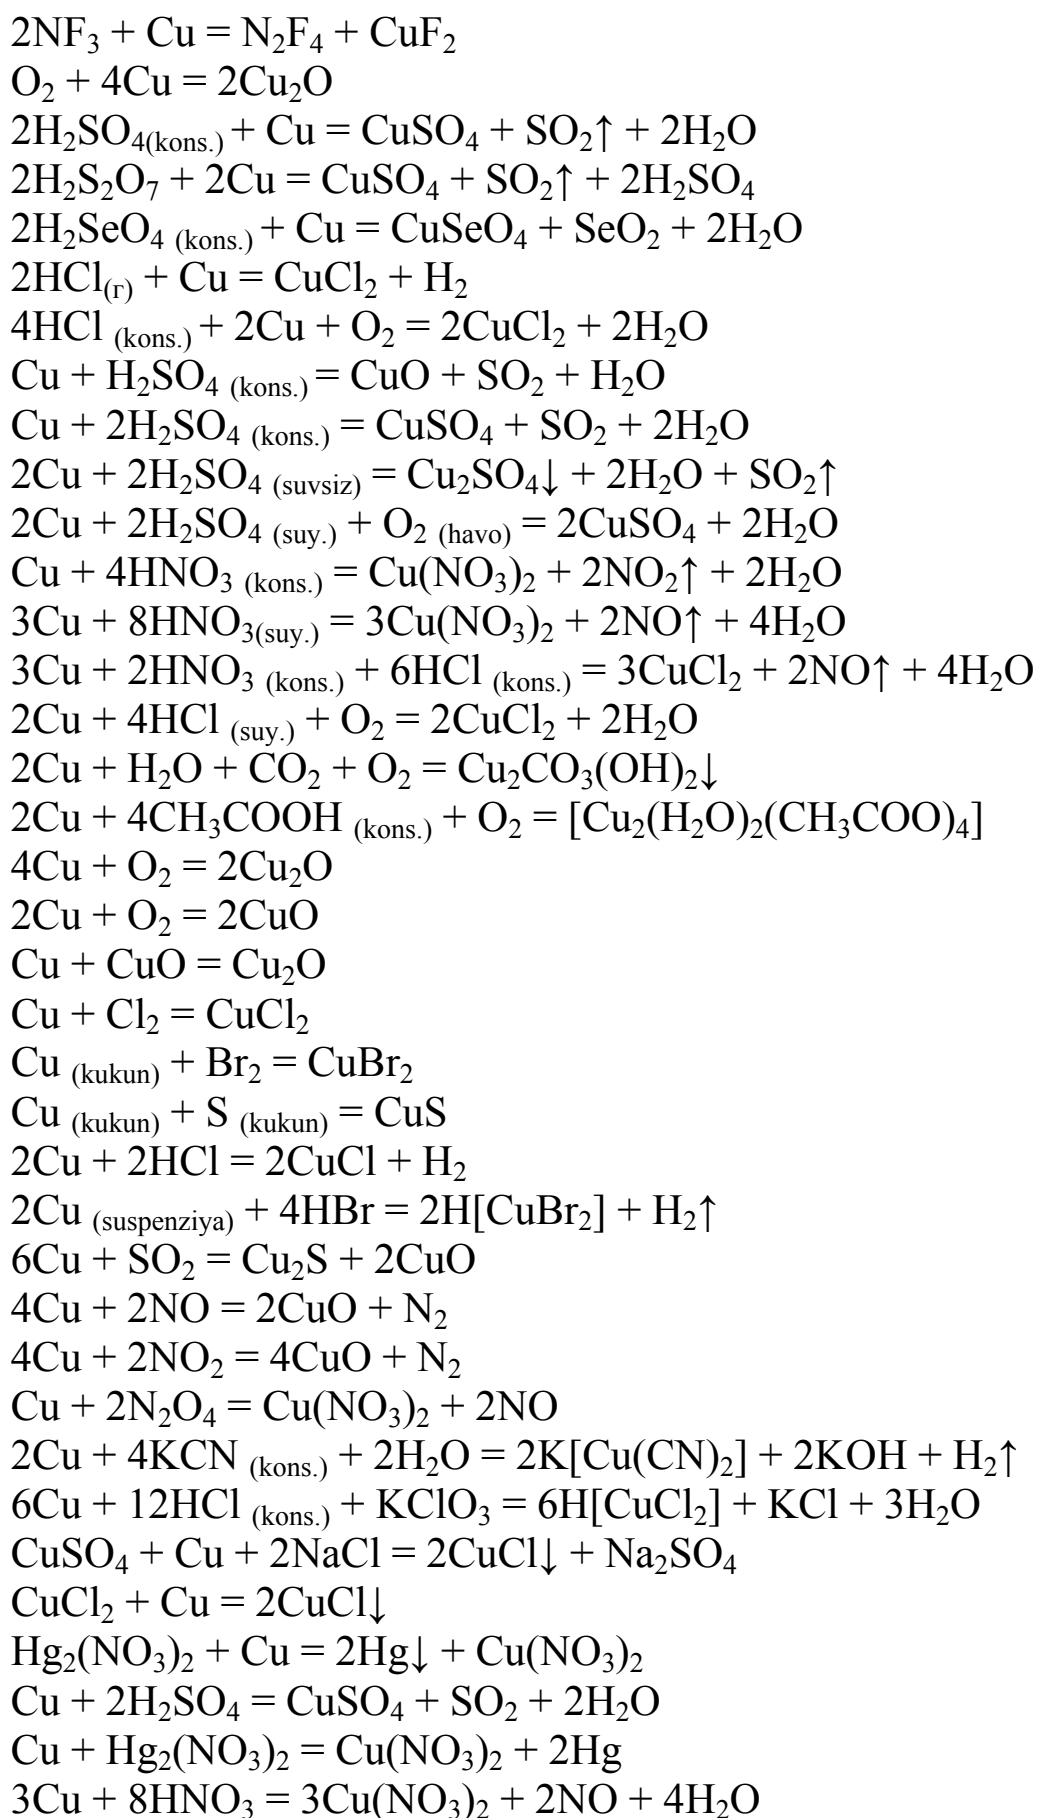 2NF₃ + Cu = N₂F₄ + CuF₂
O₂ + 4Cu = 2Cu₂O
2H₂SO₄(kons.) + Cu = CuSO₄ + SO₂↑ + 2H₂O
2H₂S₂O₇ + 2Cu = CuSO₄ + SO₂↑ + 2H₂SO₄
2H₂SeO₄ (kons.) + Cu = CuSeO₄ + SeO₂ + 2H₂O
2HCl(г) + Cu = CuCl₂ + H₂
4HCl (kons.) + 2Cu + O₂ = 2CuCl₂ + 2H₂O
Cu + H₂SO₄ (kons.) = CuO + SO₂ + H₂O
Cu + 2H₂SO₄ (kons.) = CuSO₄ + SO₂ + 2H₂O
2Cu + 2H₂SO₄ (suvsiz) = Cu₂SO₄↓ + 2H₂O + SO₂↑
2Cu + 2H₂SO₄ (suy.) + O₂ (havo) = 2CuSO₄ + 2H₂O
Cu + 4HNO₃ (kons.) = Cu(NO₃)₂ + 2NO₂↑ + 2H₂O
3Cu + 8HNO₃(suy.) = 3Cu(NO₃)₂ + 2NO↑ + 4H₂O
3Cu + 2HNO₃ (kons.) + 6HCl (kons.) = 3CuCl₂ + 2NO↑ + 4H₂O
2Cu + 4HCl (suy.) + O₂ = 2CuCl₂ + 2H₂O
2Cu + H₂O + CO₂ + O₂ = Cu₂CO₃(OH)₂↓
2Cu + 4CH₃COOH (kons.) + O₂ = [Cu₂(H₂O)₂(CH₃COO)₄]
4Cu + O₂ = 2Cu₂O
2Cu + O₂ = 2CuO
Cu + CuO = Cu₂O
Cu + Cl₂ = CuCl₂
Cu (kukun) + Br₂ = CuBr₂
Cu (kukun) + S (kukun) = CuS
2Cu + 2HCl = 2CuCl + H₂
2Cu (suspenziya) + 4HBr = 2H[CuBr₂] + H₂↑
6Cu + SO₂ = Cu₂S + 2CuO
4Cu + 2NO = 2CuO + N₂
4Cu + 2NO₂ = 4CuO + N₂
Cu + 2N₂O₄ = Cu(NO₃)₂ + 2NO
2Cu + 4KCN (kons.) + 2H₂O = 2K[Cu(CN)₂] + 2KOH + H₂↑
6Cu + 12HCl (kons.) + KClO₃ = 6H[CuCl₂] + KCl + 3H₂O
CuSO₄ + Cu + 2NaCl = 2CuCl↓ + Na₂SO₄
CuCl₂ + Cu = 2CuCl↓
Hg₂(NO₃)₂ + Cu = 2Hg↓ + Cu(NO₃)₂
Cu + 2H₂SO₄ = CuSO₄ + SO₂ + 2H₂O
Cu + Hg₂(NO₃)₂ = Cu(NO₃)₂ + 2Hg
3Cu + 8HNO₃ = 3Cu(NO₃)₂ + 2NO + 4H₂O